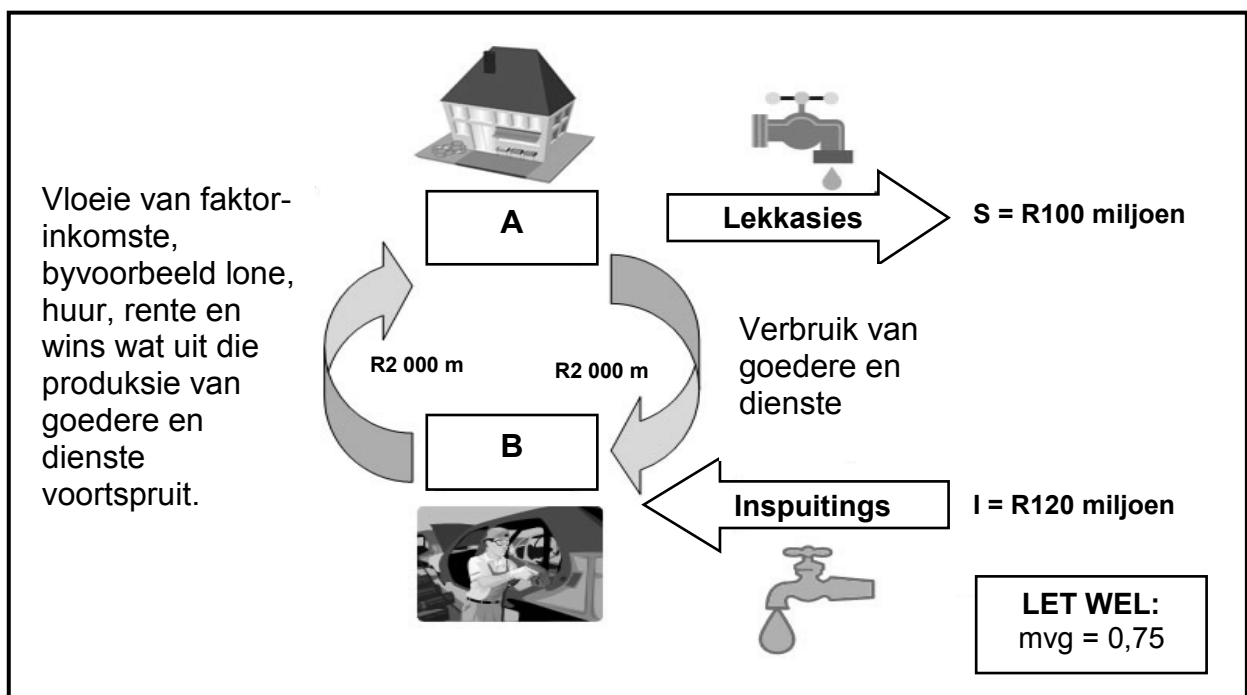 Vloeie van faktor-
inkomste,
byvoorbeeld lone,
huur, rente en
wins wat uit die
produksie van
goedere en
dienste
voortspruit.
A
Lekkasies
S = R100 miljoen
R2 000 m
R2 000 m
Verbruik van
goedere en
dienste
B
Inspuitings
I = R120 miljoen
LET WEL:
mvg = 0,75